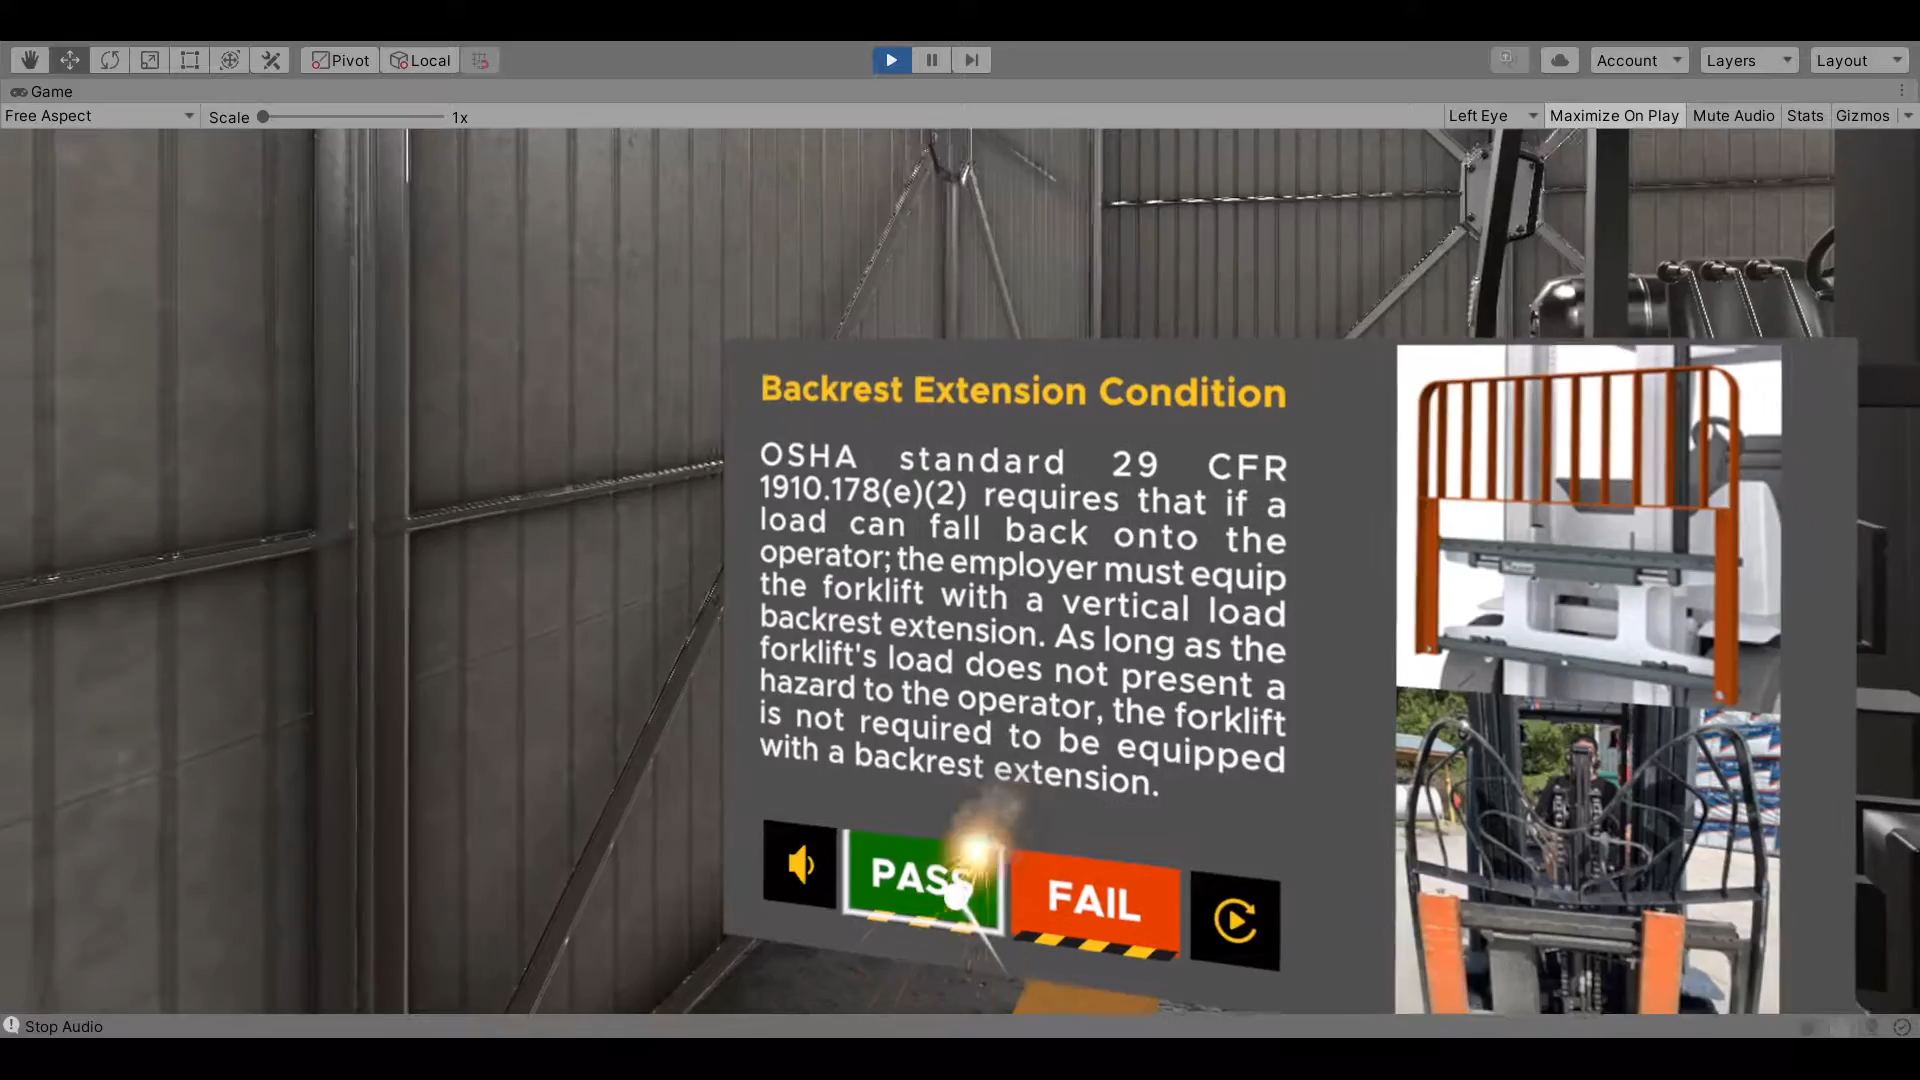 Pivot Local Account Layers Layout
Game
Free Aspect Scale 1x Left Eye Maximize On Play Mute Audio Stats Gizmos
Backrest Extension Condition
OSHA standard 29 CFR
1910.178(e)(2) requires that if a
load can fall back onto the
operator; the employer must equip
the forklift with a vertical load
backrest extension. As long as the
forklift's load does not present a
hazard to the operator, the forklift
is not required to be equipped
with a backrest extension.
PASS FAIL
Stop Audio